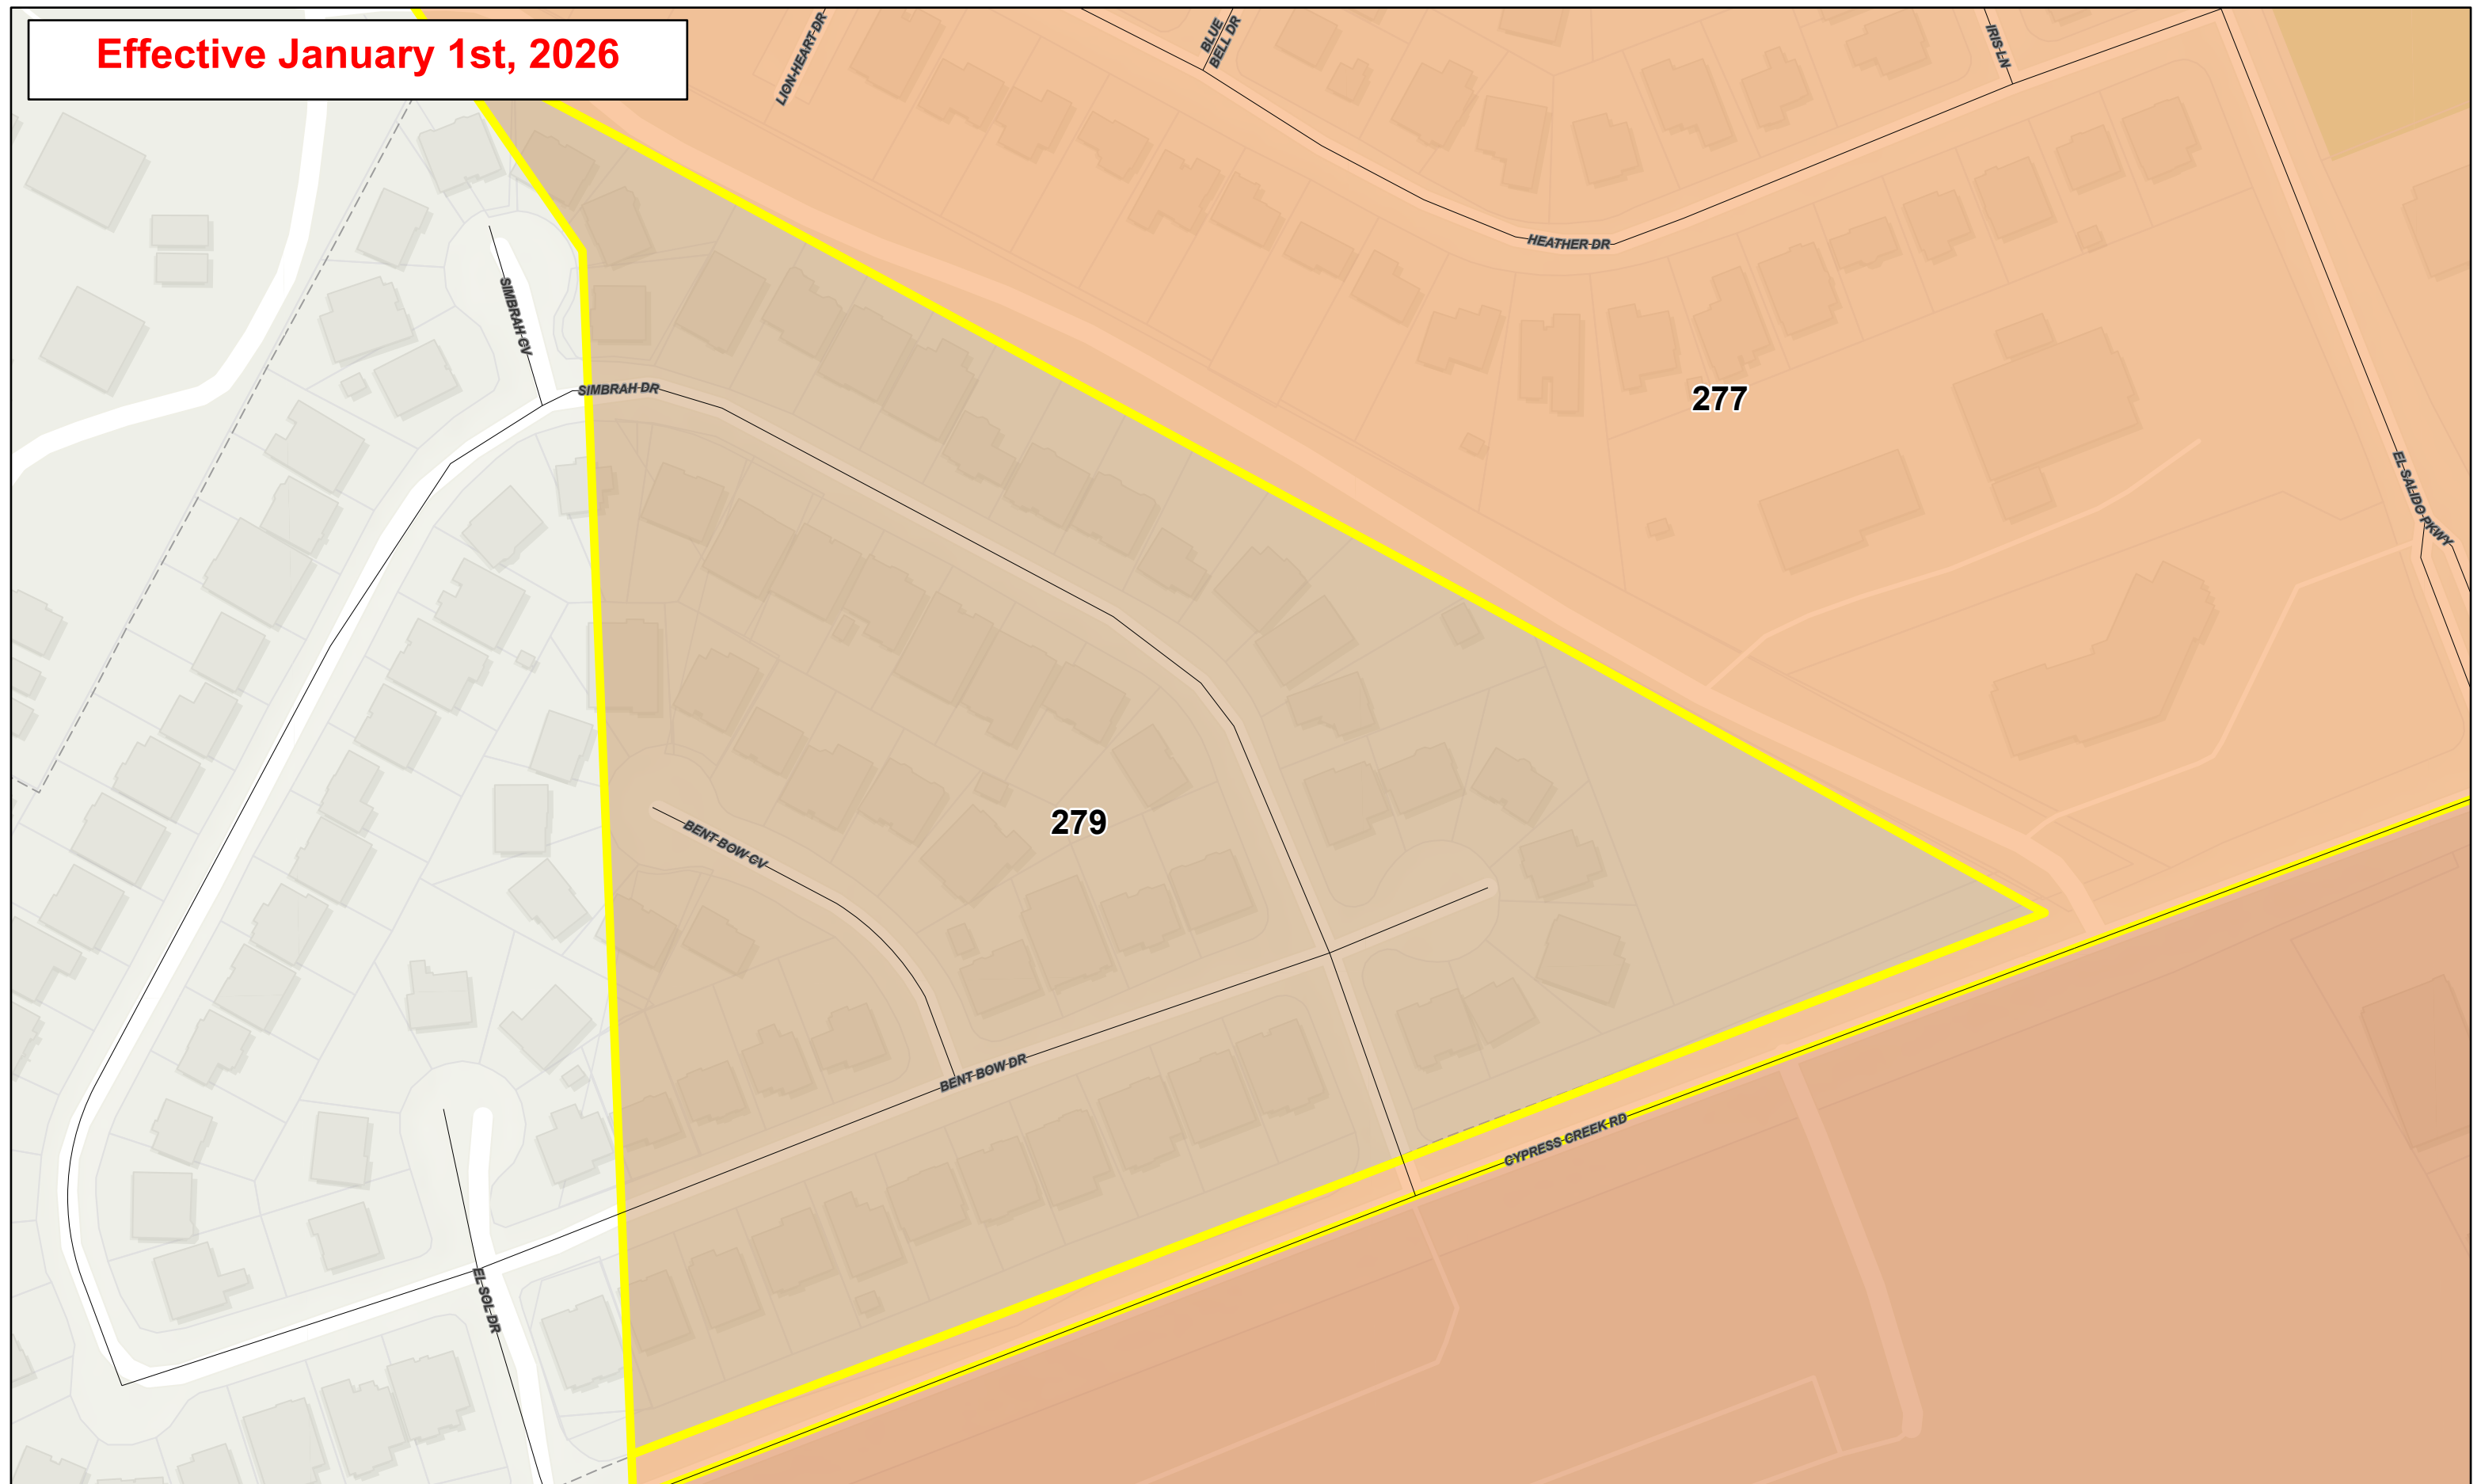 Effective January 1st, 2026
LION-HEART DR
BLUE
BELL DR
IRIS LN
HEATHER DR
SIMBRAH CV
SIMBRAH DR
277
EL SALIDO PKWY
279
BENT BOW CV
BENT BOW DR
CYPRESS CREEK RD
EL SOL DR